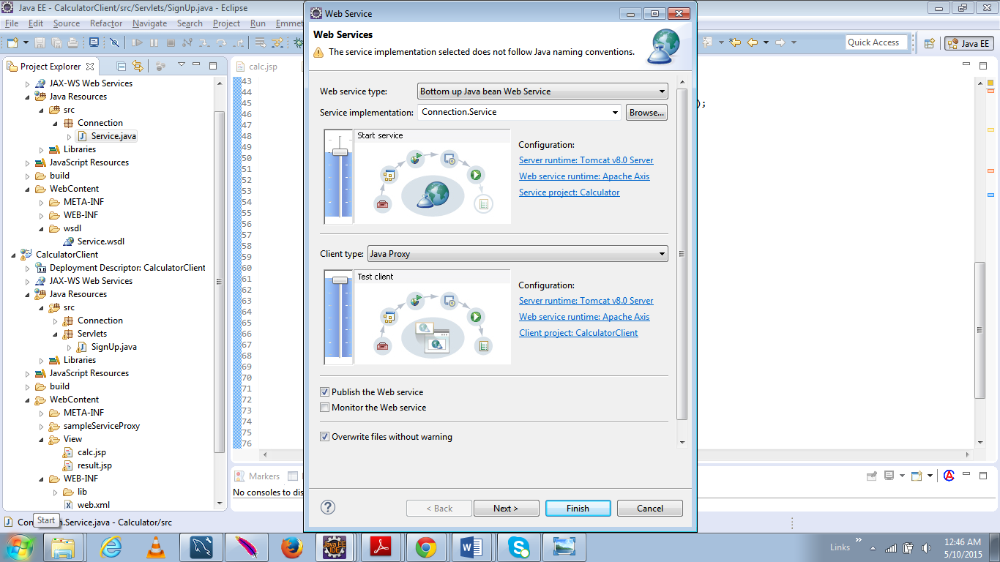 Java EE - CalculatorClient/src/Servlets/SignUp.java - Eclipse
File Edit Source Refactor Navigate Search Project Run Emmet
Quick Access
Java EE
Project Explorer
JAX-WS Web Services
Java Resources
src
Connection
Service.java
Libraries
JavaScript Resources
build
WebContent
META-INF
WEB-INF
wsdl
Service.wsdl
CalculatorClient
Deployment Descriptor: CalculatorClient
JAX-WS Web Services
Java Resources
src
Connection
Servlets
SignUp.java
Libraries
JavaScript Resources
build
WebContent
META-INF
sampleServiceProxy
View
calc.jsp
result.jsp
WEB-INF
lib
web.xml
calc.jsp
43
44
45
46
47
48
49
50
51
52
53
54
55
56
57
58
59
60
61
62
63
64
65
66
67
68
69
70
71
72
73
74
75
76
);
Web Service
Web Services
The service implementation selected does not follow Java naming conventions.
Web service type: Bottom up Java bean Web Service
Service implementation: Connection.Service Browse...
Start service
Configuration:
Server runtime: Tomcat v8.0 Server
Web service runtime: Apache Axis
Service project: Calculator
Client type: Java Proxy
Test client
Configuration:
Server runtime: Tomcat v8.0 Server
Web service runtime: Apache Axis
Client project: CalculatorClient
Publish the Web service
Monitor the Web service
Overwrite files without warning
< Back Next > Finish Cancel
Markers
No consoles to dis
Start
.Service.java - Calculator/src
Java EE
IDE
Links »
12:46 AM
5/10/2015